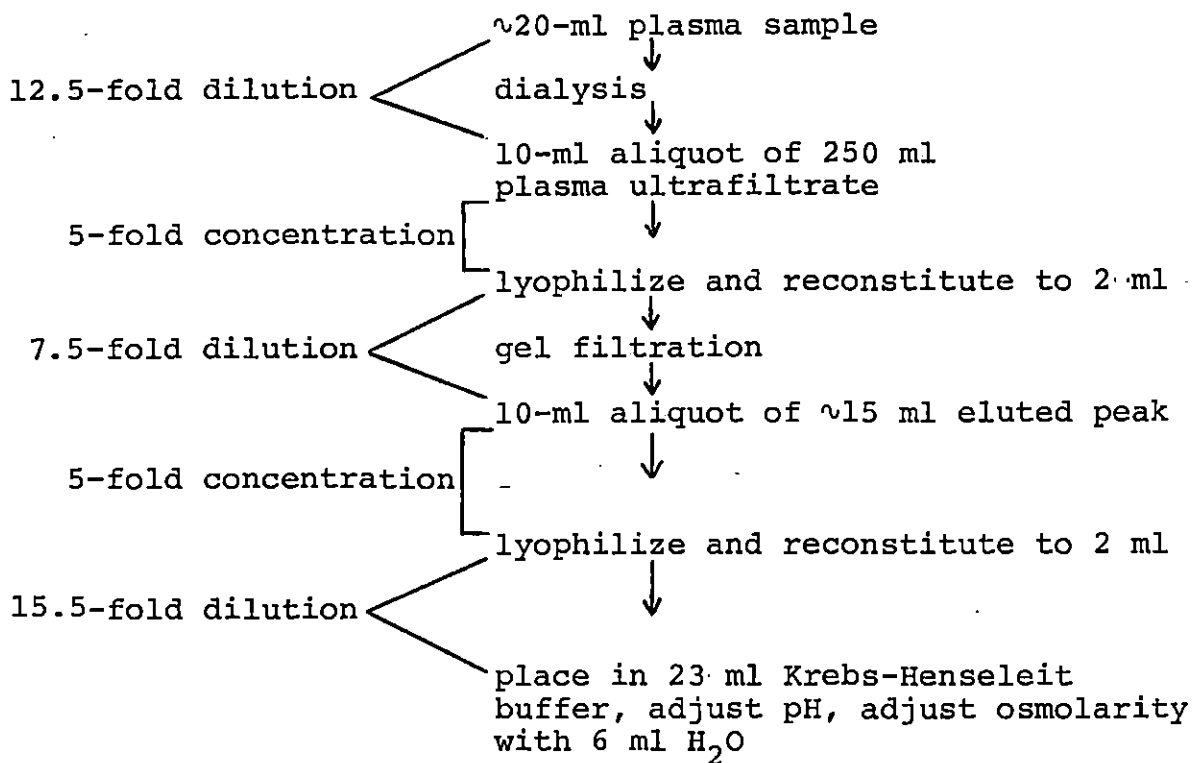 ~20-ml plasma sample
12.5-fold dilution
dialysis
10-ml aliquot of 250 ml
plasma ultrafiltrate
5-fold concentration
lyophilize and reconstitute to 2 ml
7.5-fold dilution
gel filtration
10-ml aliquot of ~15 ml eluted peak
5-fold concentration
lyophilize and reconstitute to 2 ml
15.5-fold dilution
place in 23 ml Krebs-Henseleit
buffer, adjust pH, adjust osmolarity
with 6 ml H₂O